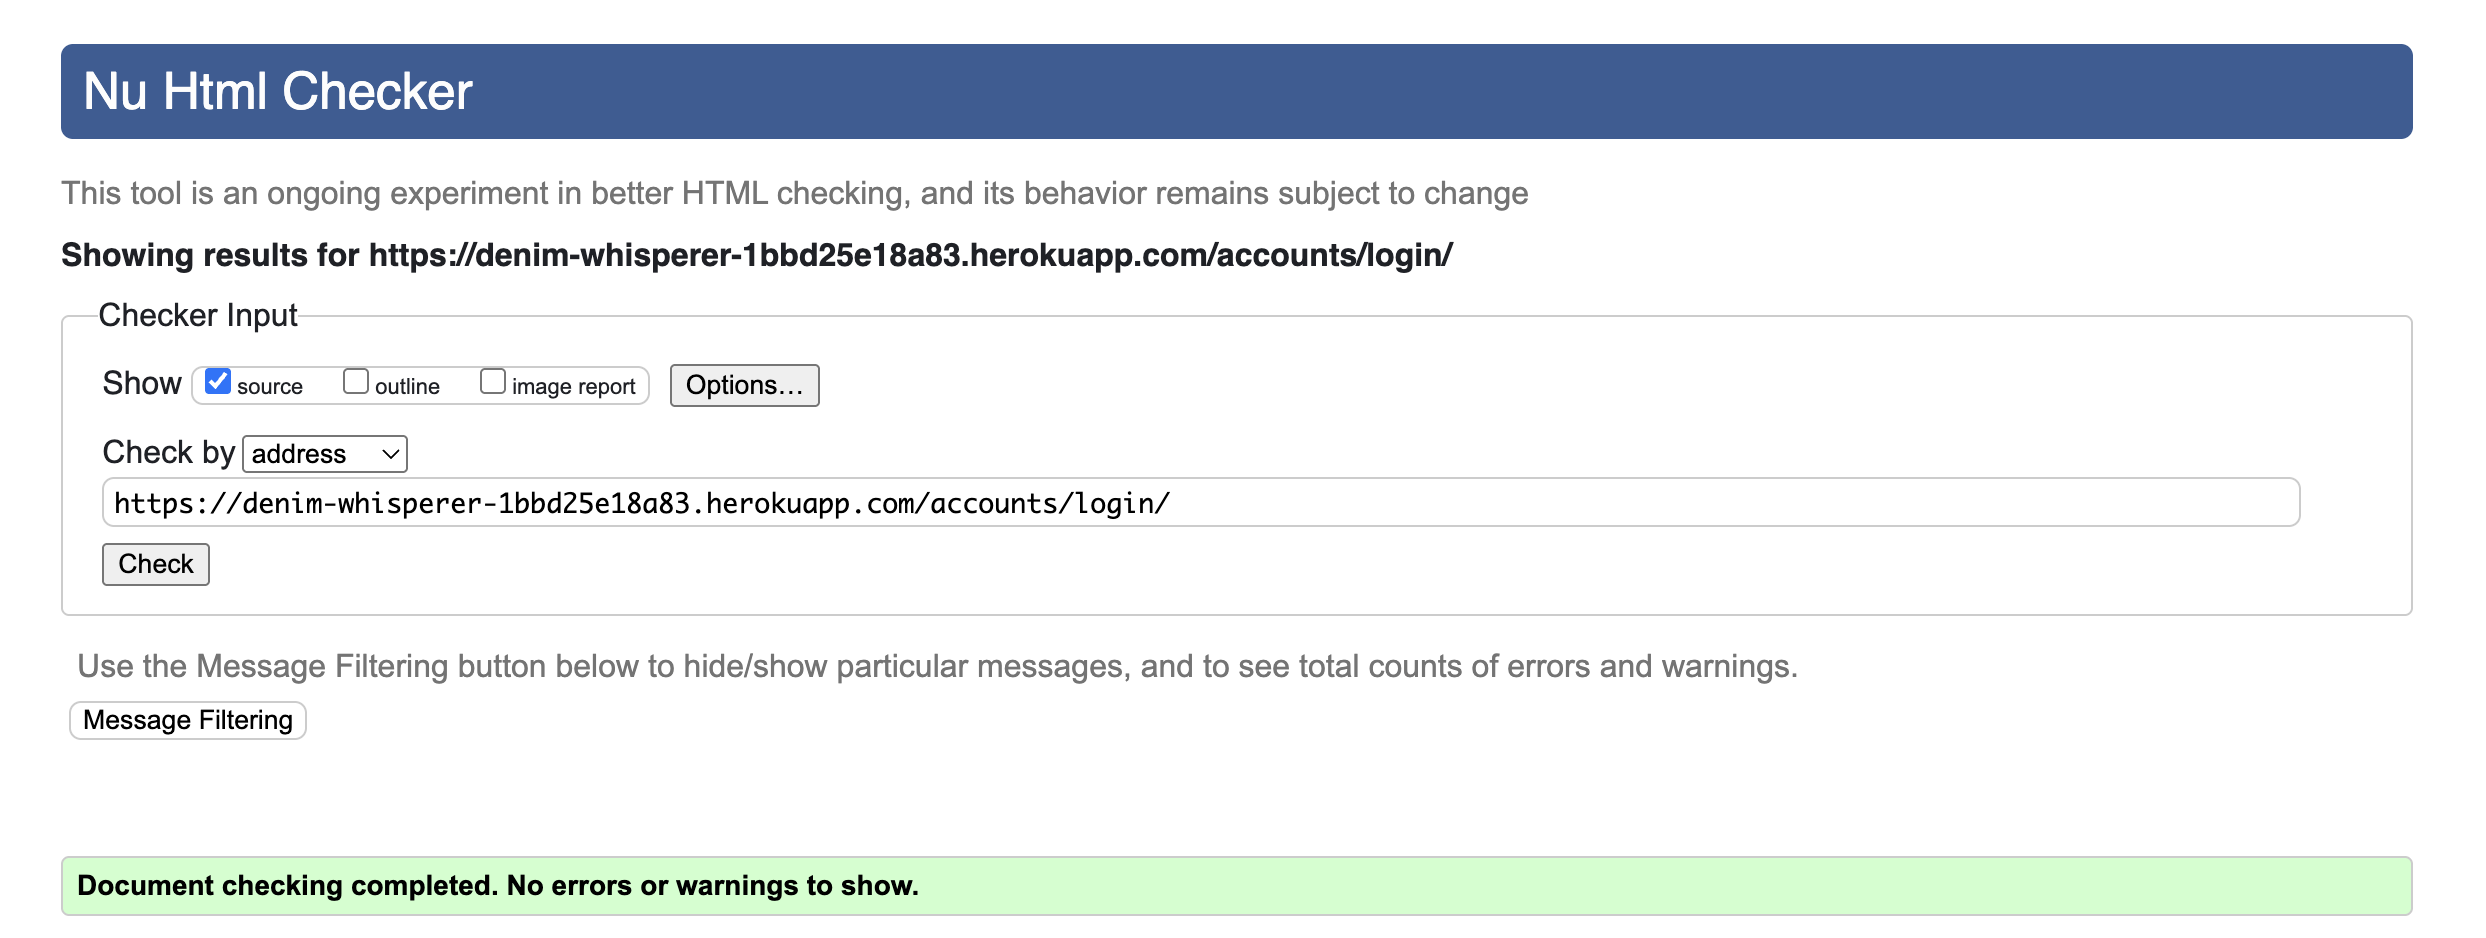 Nu Html Checker
This tool is an ongoing experiment in better HTML checking, and its behavior remains subject to change
Showing results for https://denim-whisperer-1bbd25e18a83.herokuapp.com/accounts/login/
Checker Input
Show source outline image report Options...
Check by address
https://denim-whisperer-1bbd25e18a83.herokuapp.com/accounts/login/
Check
Use the Message Filtering button below to hide/show particular messages, and to see total counts of errors and warnings.
Message Filtering
Document checking completed. No errors or warnings to show.